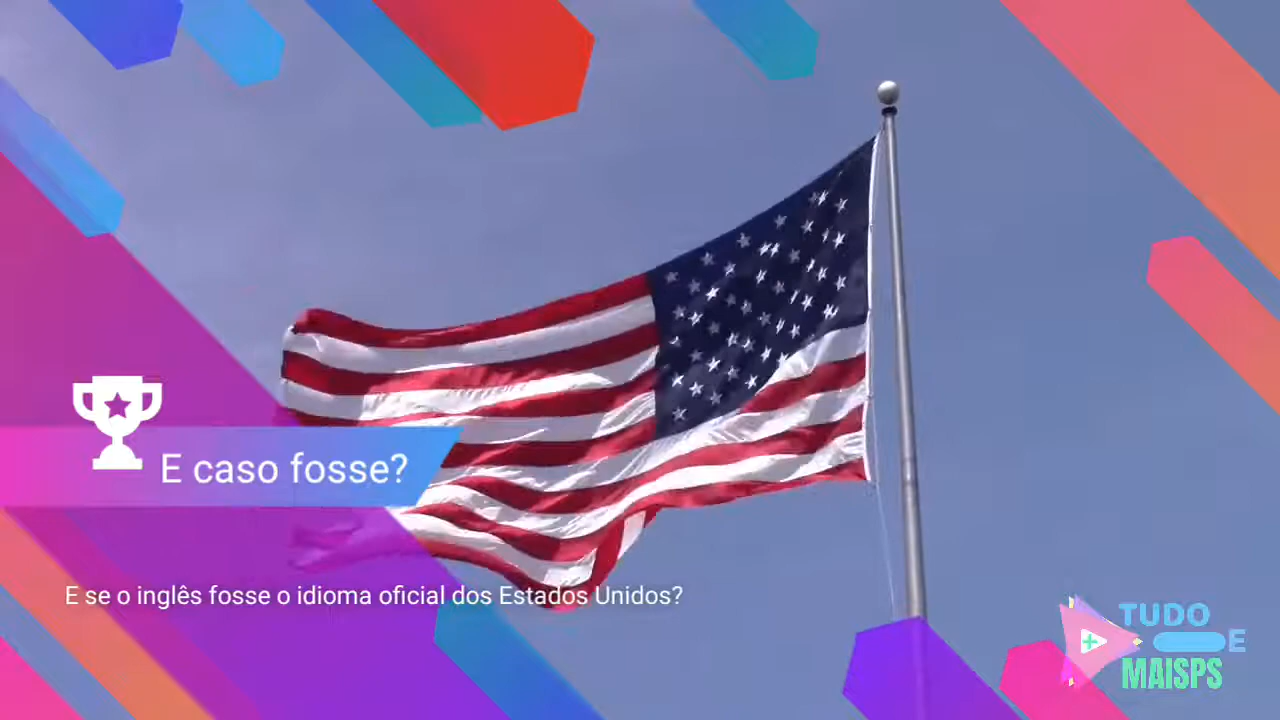 E caso fosse?
E se o inglês fosse o idioma oficial dos Estados Unidos?
TUDO
E
MAISPS